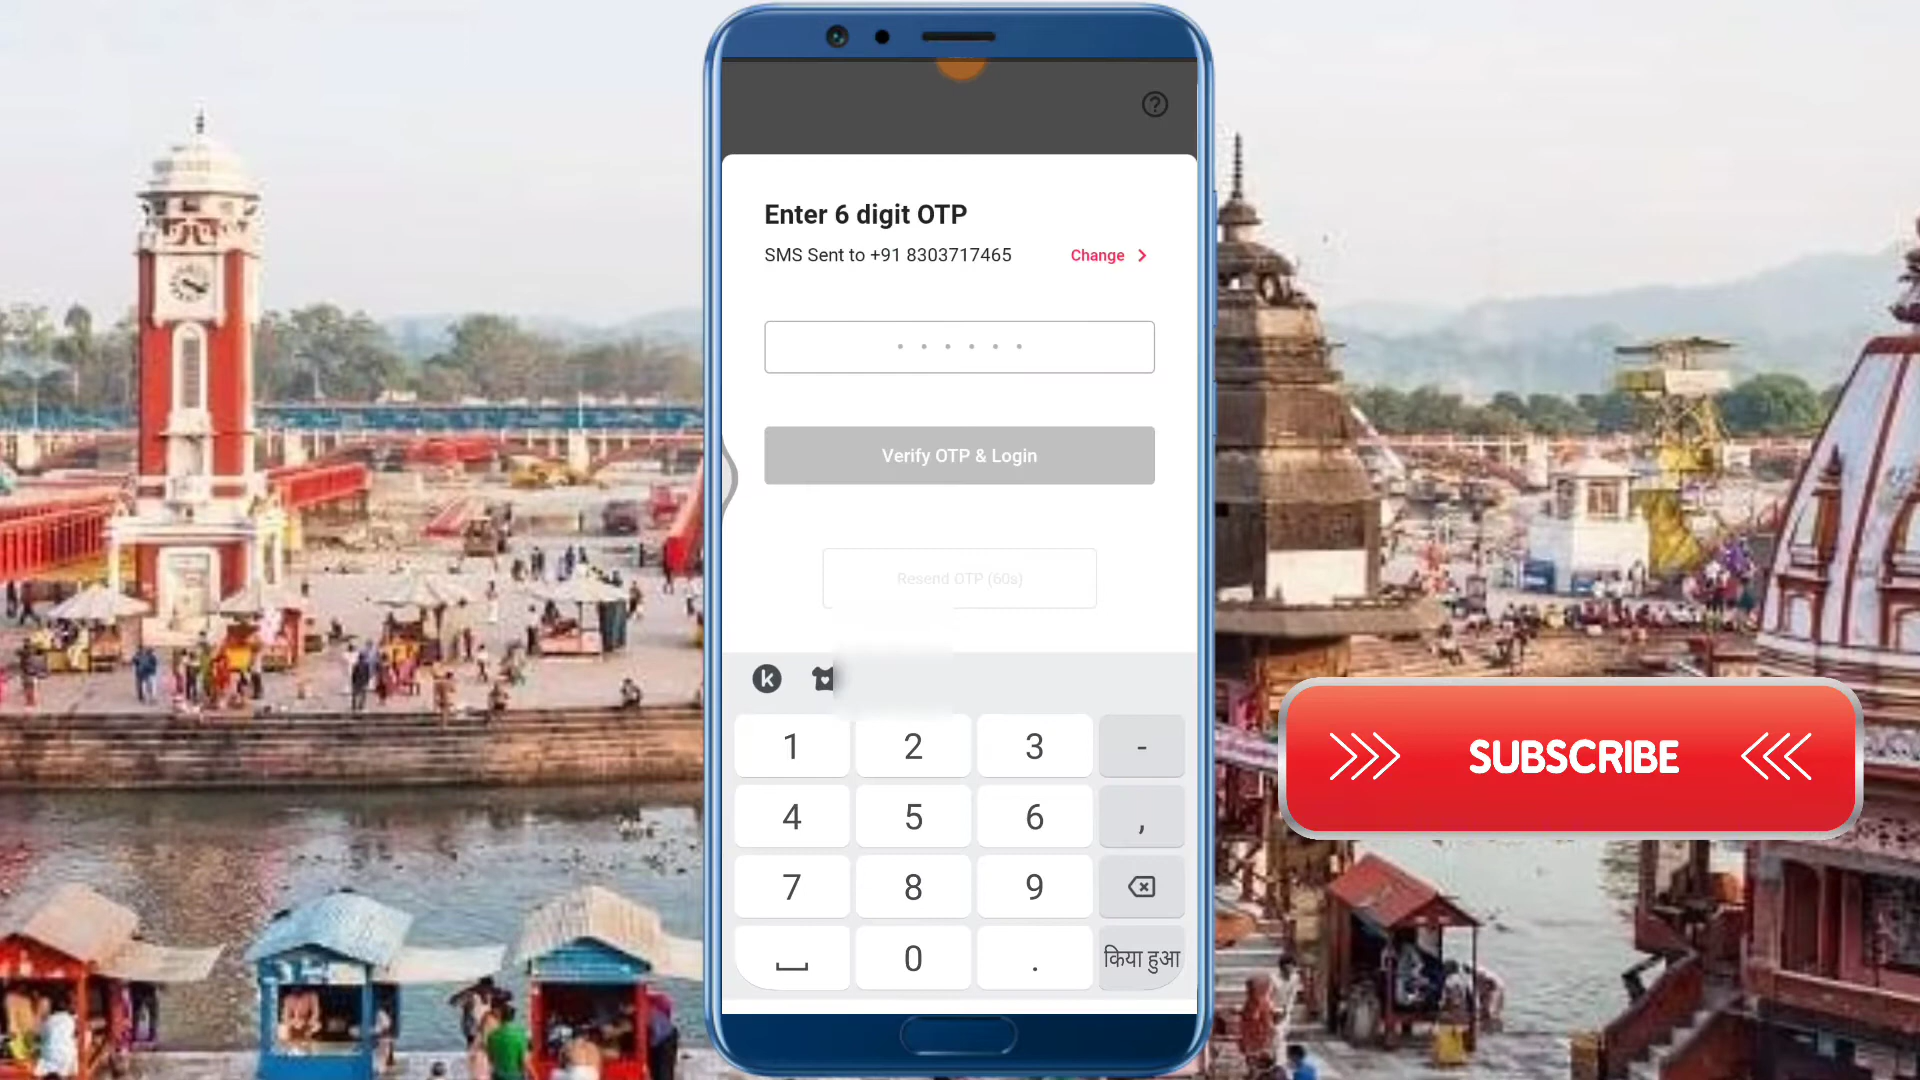 Enter 6 digit OTP
SMS Sent to +91 8303717465
Change
Verify OTP & Login
Resend OTP (60s)
k
1 2 3 -
4 5 6 ,
7 8 9
0 .
किया हुआ
SUBSCRIBE